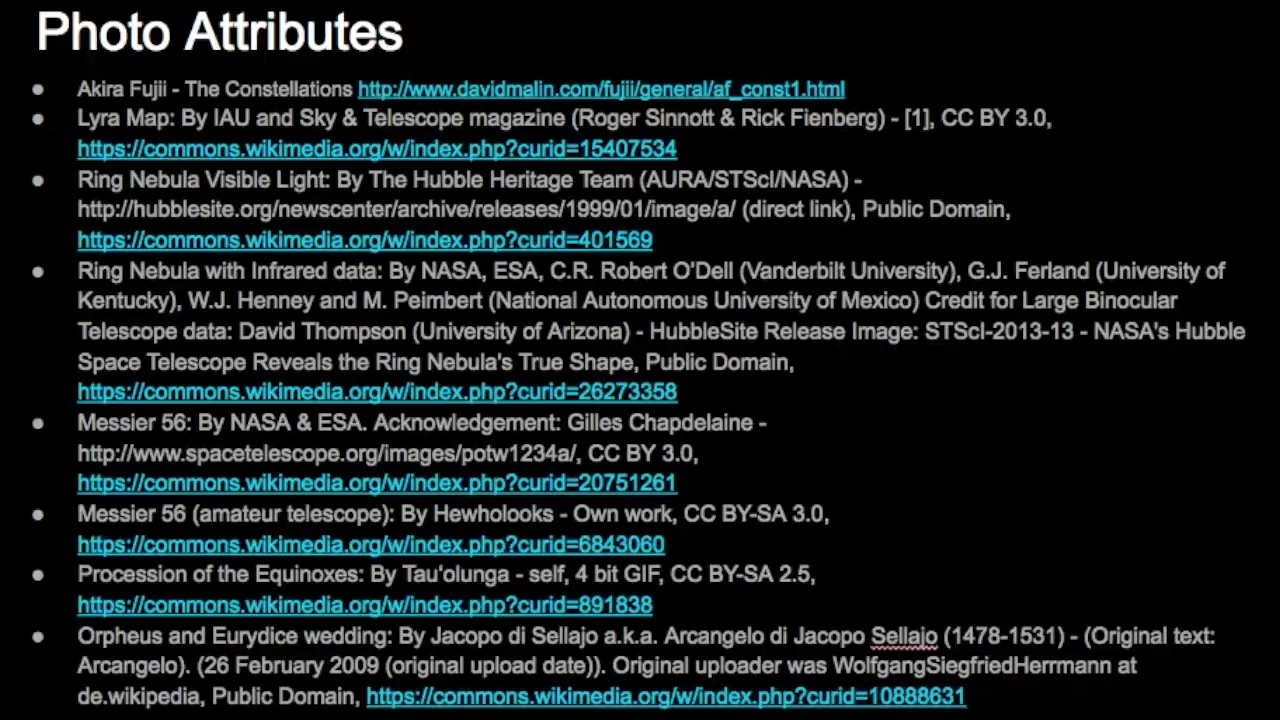 Photo Attributes
● Akira Fujii - The Constellations http://www.davidmalin.com/fujii/general/af_const1.html
● Lyra Map: By IAU and Sky & Telescope magazine (Roger Sinnott & Rick Fienberg) - [1], CC BY 3.0,
https://commons.wikimedia.org/w/index.php?curid=15407534
● Ring Nebula Visible Light: By The Hubble Heritage Team (AURA/STScI/NASA) -
http://hubblesite.org/newscenter/archive/releases/1999/01/image/a/ (direct link), Public Domain,
https://commons.wikimedia.org/w/index.php?curid=401569
● Ring Nebula with Infrared data: By NASA, ESA, C.R. Robert O’Dell (Vanderbilt University), G.J. Ferland (University of
Kentucky), W.J. Henney and M. Peimbert (National Autonomous University of Mexico) Credit for Large Binocular
Telescope data: David Thompson (University of Arizona) - HubbleSite Release Image: STScI-2013-13 - NASA's Hubble
Space Telescope Reveals the Ring Nebula's True Shape, Public Domain,
https://commons.wikimedia.org/w/index.php?curid=26273358
● Messier 56: By NASA & ESA. Acknowledgement: Gilles Chapdelaine -
http://www.spacetelescope.org/images/potw1234a/, CC BY 3.0,
https://commons.wikimedia.org/w/index.php?curid=20751261
● Messier 56 (amateur telescope): By Hewholooks - Own work, CC BY-SA 3.0,
https://commons.wikimedia.org/w/index.php?curid=6843060
● Procession of the Equinoxes: By Tau‘olunga - self, 4 bit GIF, CC BY-SA 2.5,
https://commons.wikimedia.org/w/index.php?curid=891838
● Orpheus and Eurydice wedding: By Jacopo di Sellajo a.k.a. Arcangelo di Jacopo Sellajo (1478-1531) - (Original text:
Arcangelo). (26 February 2009 (original upload date)). Original uploader was WolfgangSiegfriedHerrmann at
de.wikipedia, Public Domain, https://commons.wikimedia.org/w/index.php?curid=10888631